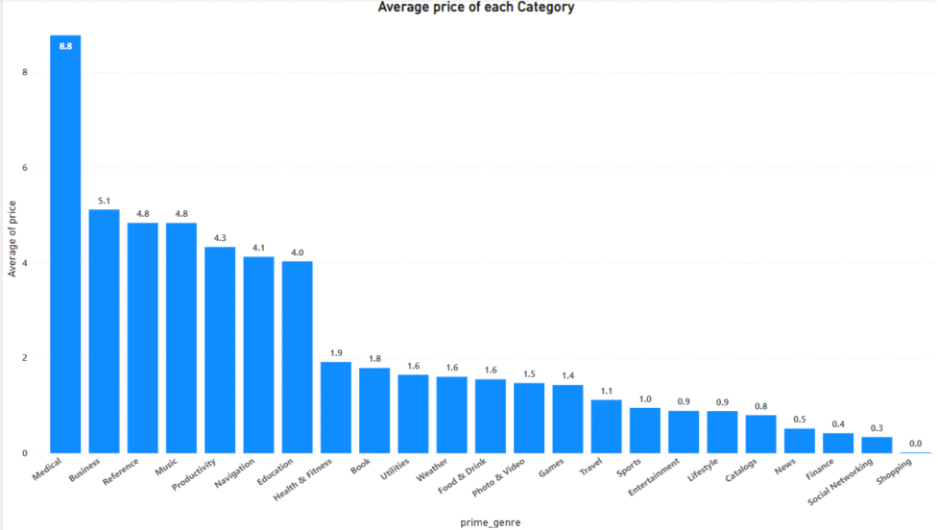 Average price of each Category
Average of price
8
6
4
2
0
8.8
5.1
4.8
4.8
4.3
4.1
4.0
1.9
1.8
1.6
1.6
1.6
1.5
1.4
1.1
1.0
0.9
0.9
0.8
0.5
0.4
0.3
0.0
Medical
Business
Reference
Music
Productivity
Navigation
Education
Health & Fitness
Book
Utilities
Weather
Food & Drink
Photo & Video
Games
Travel
Sports
Entertainment
Lifestyle
Catalogs
News
Finance
Social Networking
Shopping
prime_genre